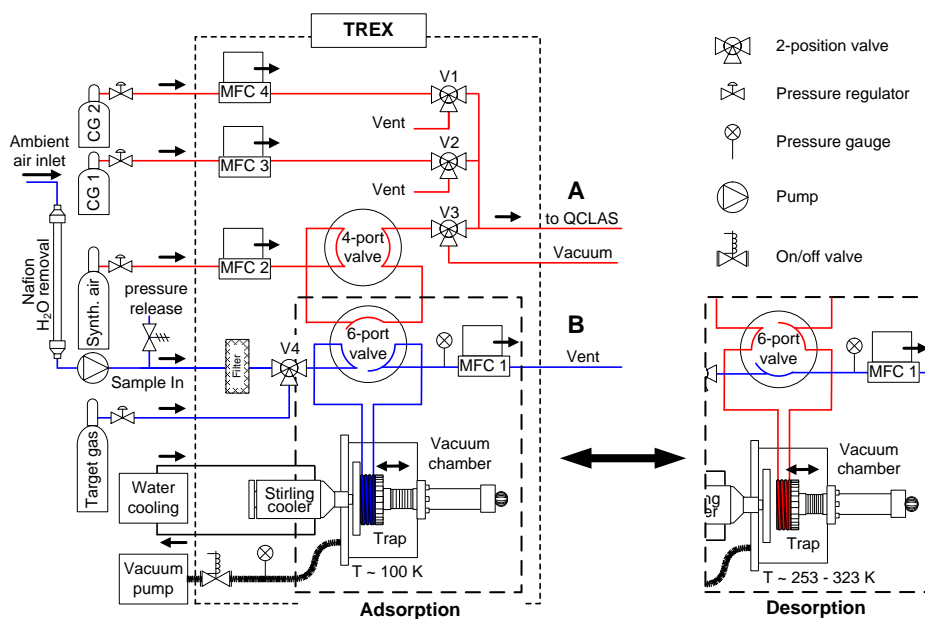 TREX
CG 2
MFC 4
V1
Vent
Ambient
air inlet
CG 1
MFC 3
V2
Vent
A
to QCLAS
V3
Vacuum
4-port
valve
MFC 2
Nafion
H2O removal
Synth. air
pressure
release
Sample In
Filter
V4
6-port
valve
MFC 1
B
Vent
Target gas
Water
cooling
Stirling
cooler
Vacuum
chamber
Trap
T ~ 100 K
Vacuum
pump
Adsorption
2-position valve
Pressure regulator
Pressure gauge
Pump
On/off valve
6-port
valve
MFC 1
Vacuum
chamber
Trap
T ~ 253 - 323 K
Desorption